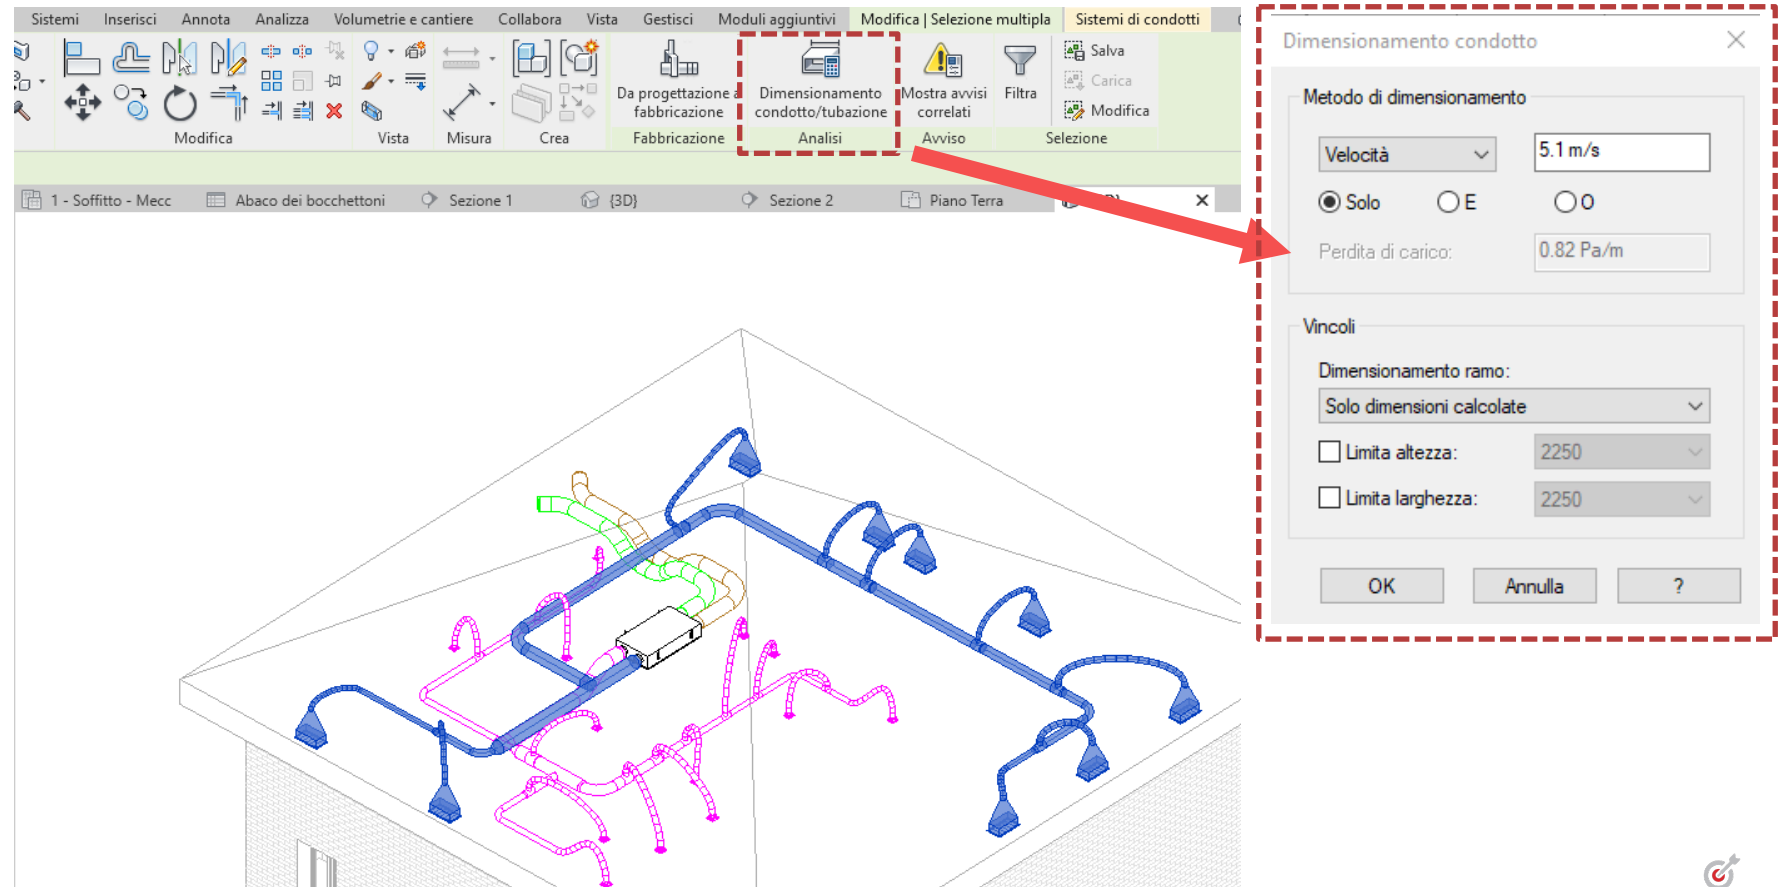 Sistemi Inserisci Annota Analizza Volumetrie e cantiere Collabora Vista Gestisci Moduli aggiuntivi Modifica | Selezione multipla Sistemi di condotti
Salva
Carica
Modifica
Da progettazione a
fabbricazione
Dimensionamento
condotto/tubazione
Mostra avvisi
correlati
Filtra
Modifica Vista Misura Crea Fabbricazione Analisi Avviso Selezione
1 - Soffitto - Mecc Abaco dei bocchettoni Sezione 1 {3D} Sezione 2 Piano Terra
Dimensionamento condotto
Metodo di dimensionamento
Velocità 5.1 m/s
Solo E O
Perdita di carico: 0.82 Pa/m
Vincoli
Dimensionamento ramo:
Solo dimensioni calcolate
Limita altezza: 2250
Limita larghezza: 2250
OK Annulla ?